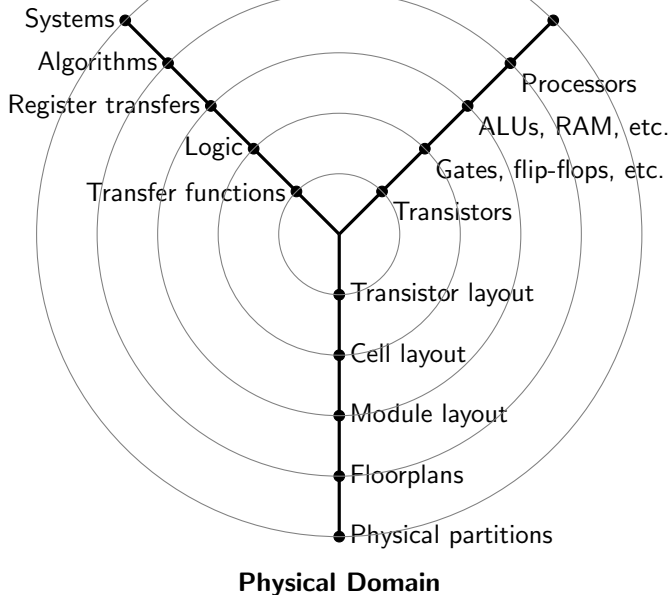 Systems
Algorithms
Register transfers
Logic
Transfer functions
Processors
ALUs, RAM, etc.
Gates, flip-flops, etc.
Transistors
Transistor layout
Cell layout
Module layout
Floorplans
Physical partitions
Physical Domain